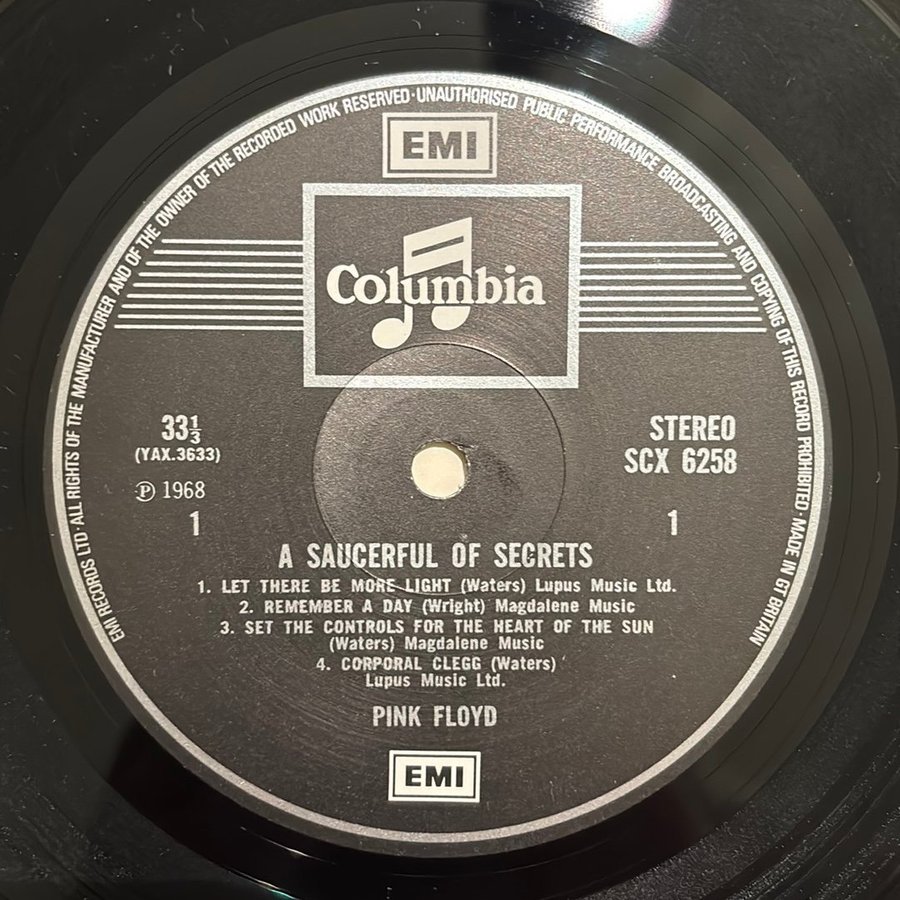 EMI RECORDS LTD·ALL RIGHTS OF THE MANUFACTURER AND OF THE OWNER OF THE RECORDED WORK RESERVED·UNAUTHORISED PUBLIC PERFORMANCE BROADCASTING AND COPYING OF THIS RECORD PROHIBITED·MADE IN GT BRITAIN
EMI
Columbia
33⅓
(YAX.3633)
℗ 1968
1
STEREO
SCX 6258
1
A SAUCERFUL OF SECRETS
1. LET THERE BE MORE LIGHT (Waters) Lupus Music Ltd.
2. REMEMBER A DAY (Wright) Magdalene Music
3. SET THE CONTROLS FOR THE HEART OF THE SUN
(Waters) Magdalene Music
4. CORPORAL CLEGG (Waters)
Lupus Music Ltd.
PINK FLOYD
EMI